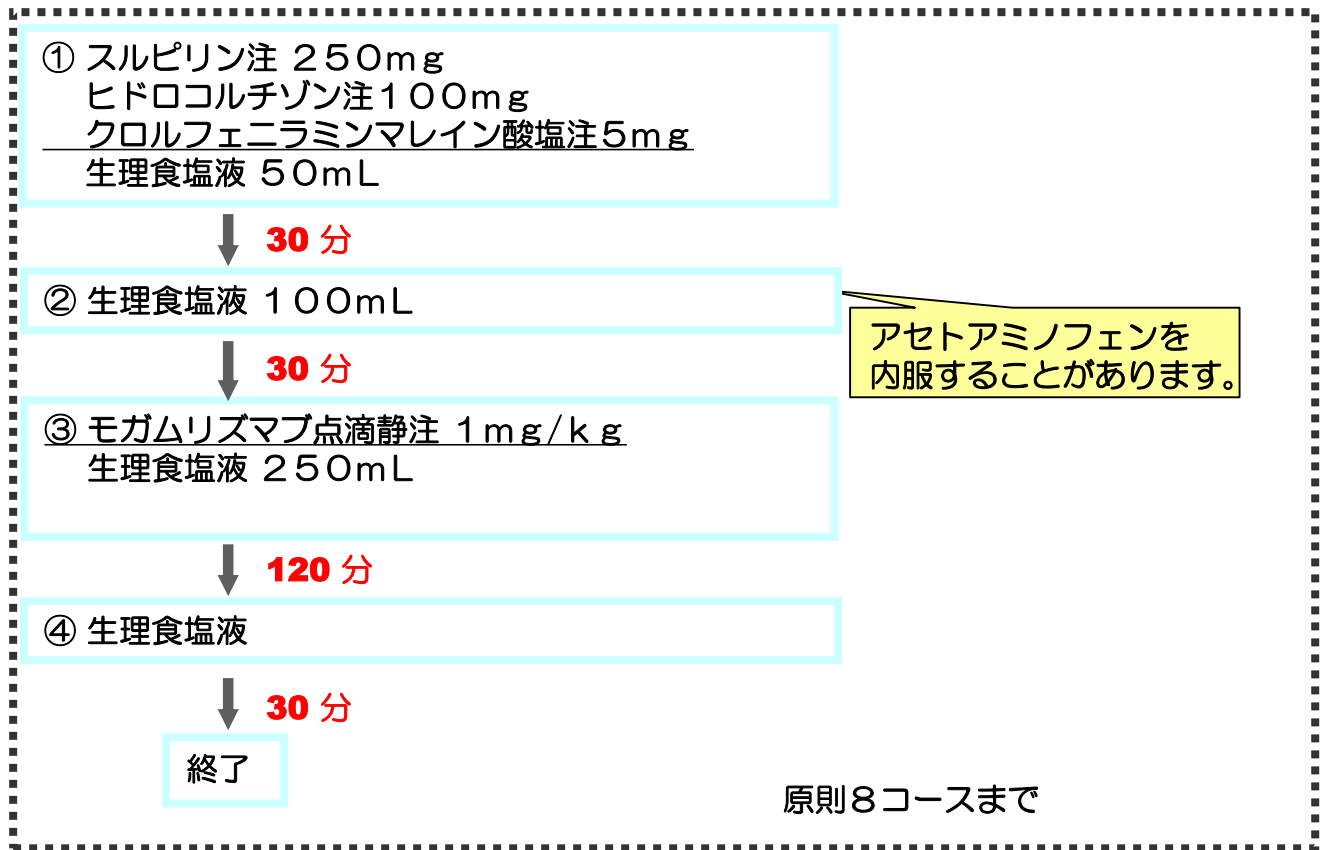 ① スルピリン注 ２５０ｍｇ
ヒドロコルチゾン注１００ｍｇ
クロルフェニラミンマレイン酸塩注５ｍｇ
生理食塩液 ５０ｍＬ
30 分
② 生理食塩液 １００ｍＬ
アセトアミノフェンを
内服することがあります。
30 分
③ モガムリズマブ点滴静注 １ｍｇ/ｋｇ
生理食塩液 ２５０ｍＬ
120 分
④ 生理食塩液
30 分
終了
原則８コースまで